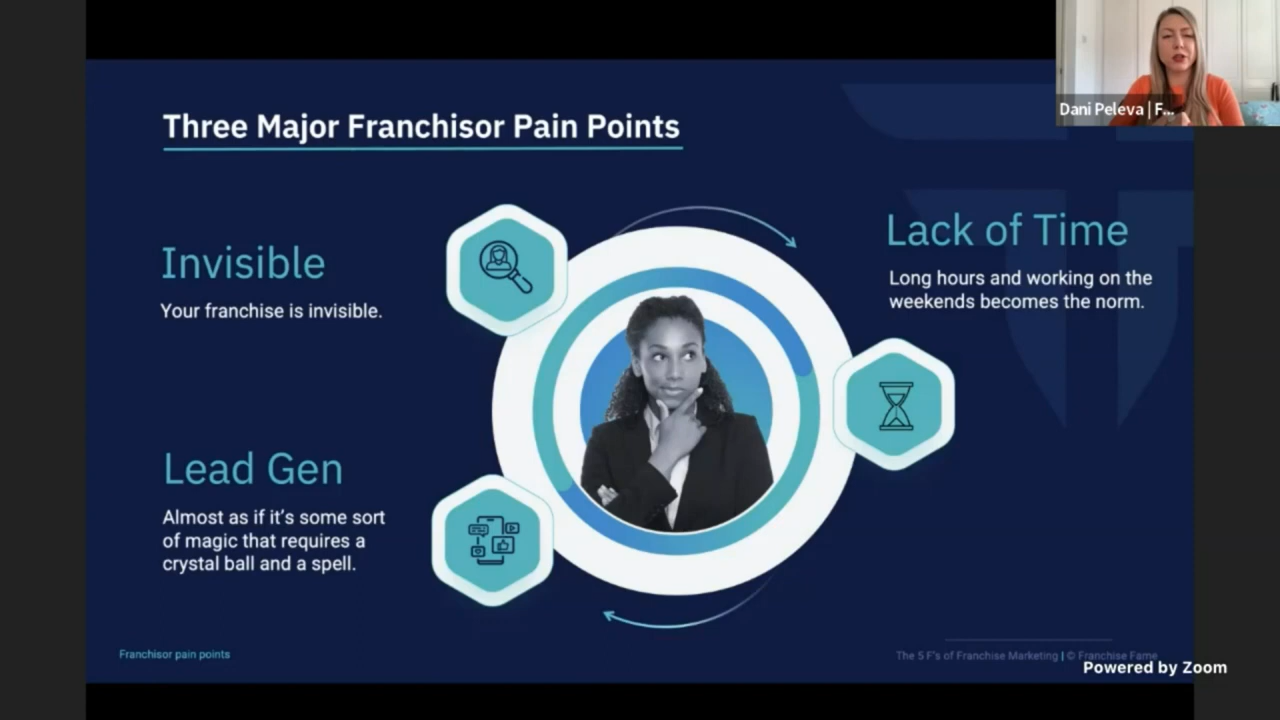 Three Major Franchisor Pain Points
Dani Peleva | F...
Invisible
Your franchise is invisible.
Lack of Time
Long hours and working on the
weekends becomes the norm.
Lead Gen
Almost as if it's some sort
of magic that requires a
crystal ball and a spell.
Franchisor pain points
The 5 F's of Franchise Marketing | © Franchise Fame
Powered by Zoom